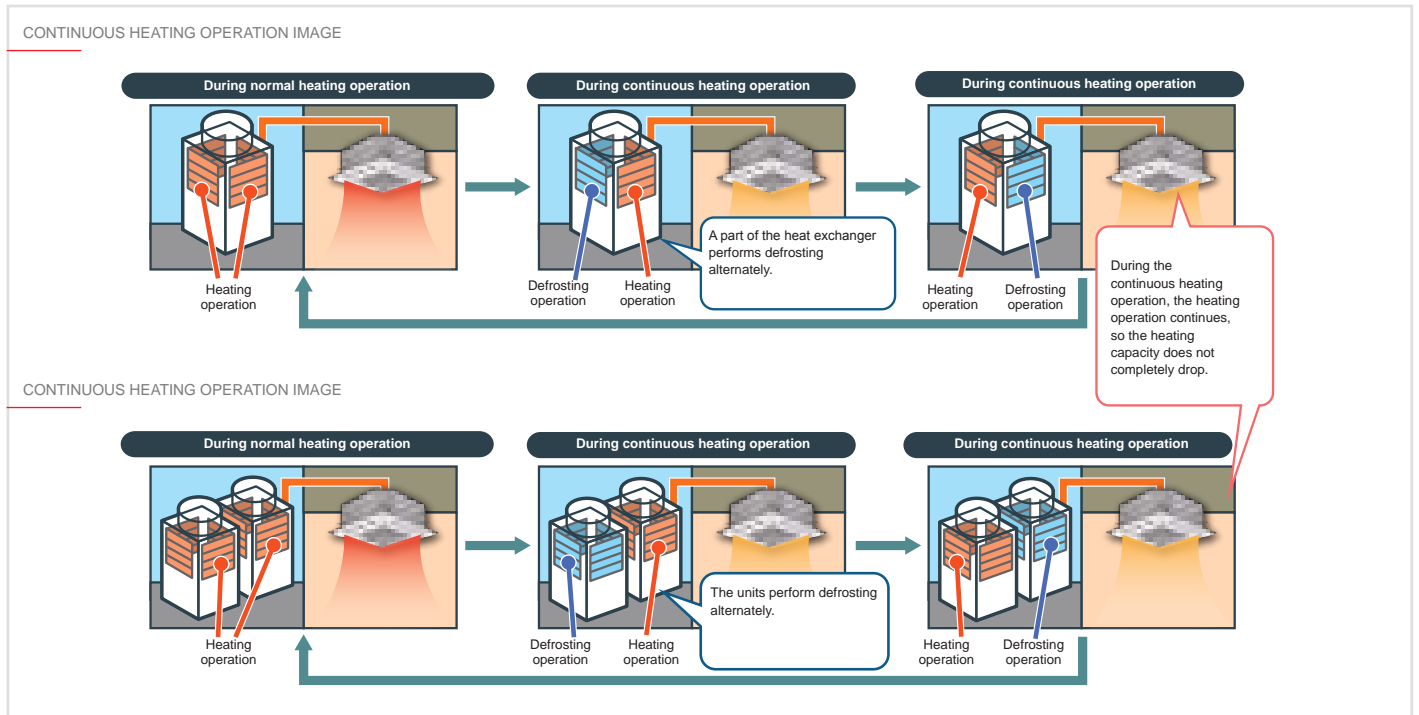 CONTINUOUS HEATING OPERATION IMAGE
During normal heating operation
During continuous heating operation
During continuous heating operation
Heating
operation
Defrosting
operation
Heating
operation
A part of the heat exchanger
performs defrosting
alternately.
Heating
operation
Defrosting
operation
During the
continuous heating
operation, the heating
operation continues,
so the heating
capacity does not
completely drop.
CONTINUOUS HEATING OPERATION IMAGE
During normal heating operation
During continuous heating operation
During continuous heating operation
Heating
operation
Defrosting
operation
Heating
operation
The units perform defrosting
alternately.
Heating
operation
Defrosting
operation